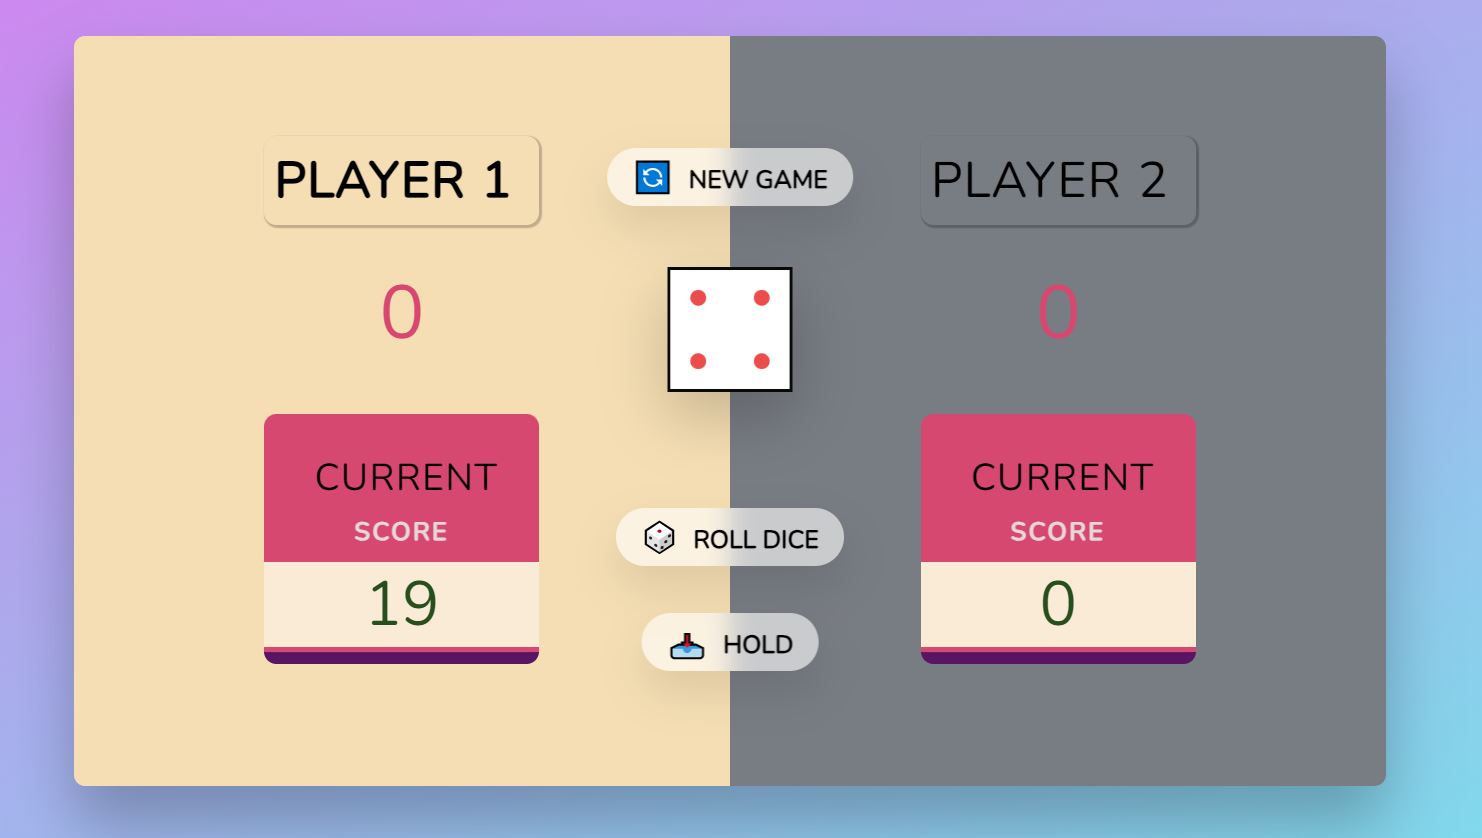 PLAYER 1
0
CURRENT
SCORE
19
NEW GAME
ROLL DICE
HOLD
PLAYER 2
0
CURRENT
SCORE
0